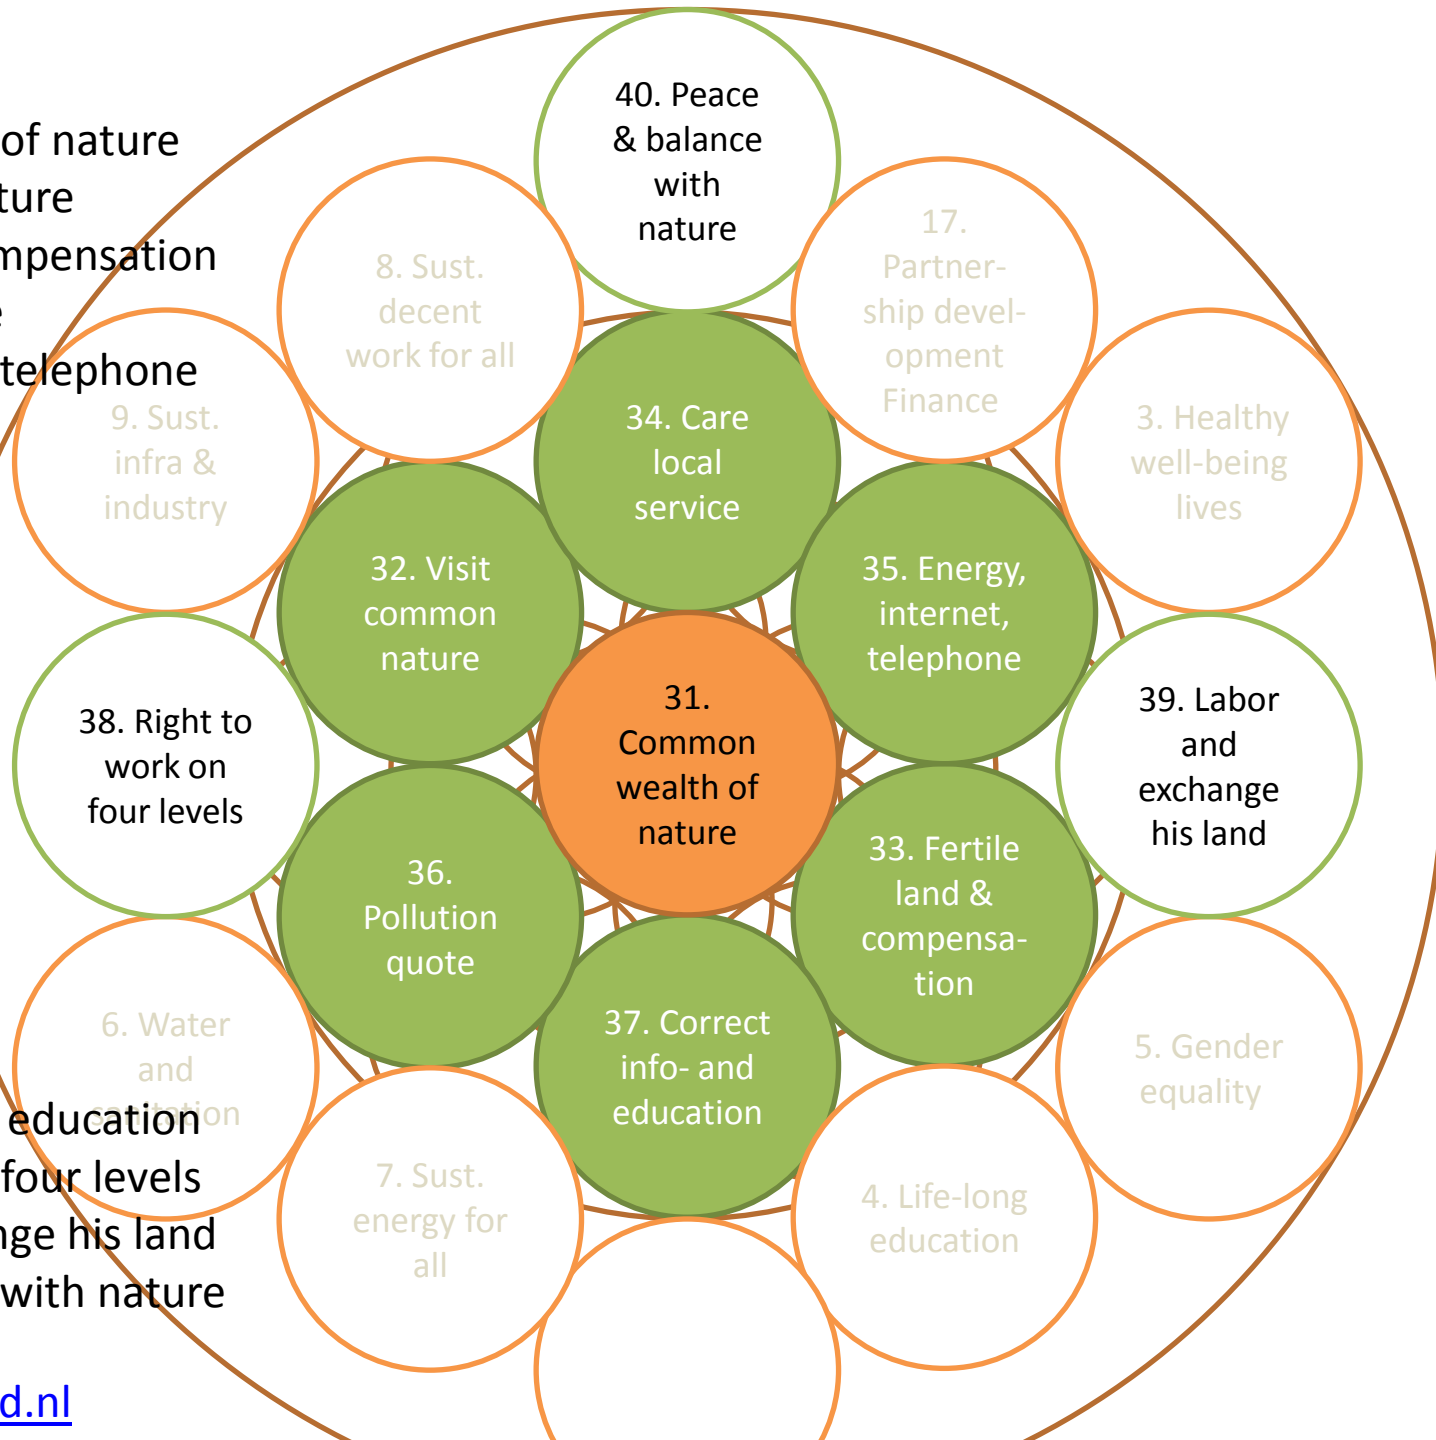 of nature
ture
mpensation
e
telephone
40. Peace
& balance
with
nature
8. Sust.
decent
work for all
17.
Partner-
ship devel-
opment
Finance
9. Sust.
infra &
industry
34. Care
local
service
3. Healthy
well-being
lives
32. Visit
common
nature
35. Energy,
internet,
telephone
38. Right to
work on
four levels
31.
Common
wealth of
nature
39. Labor
and
exchange
his land
36.
Pollution
quote
33. Fertile
land &
compensa-
tion
6. Water
and
sanitation
37. Correct
info- and
education
5. Gender
equality
7. Sust.
energy for
all
4. Life-long
education
education
four levels
nge his land
with nature
d.nl